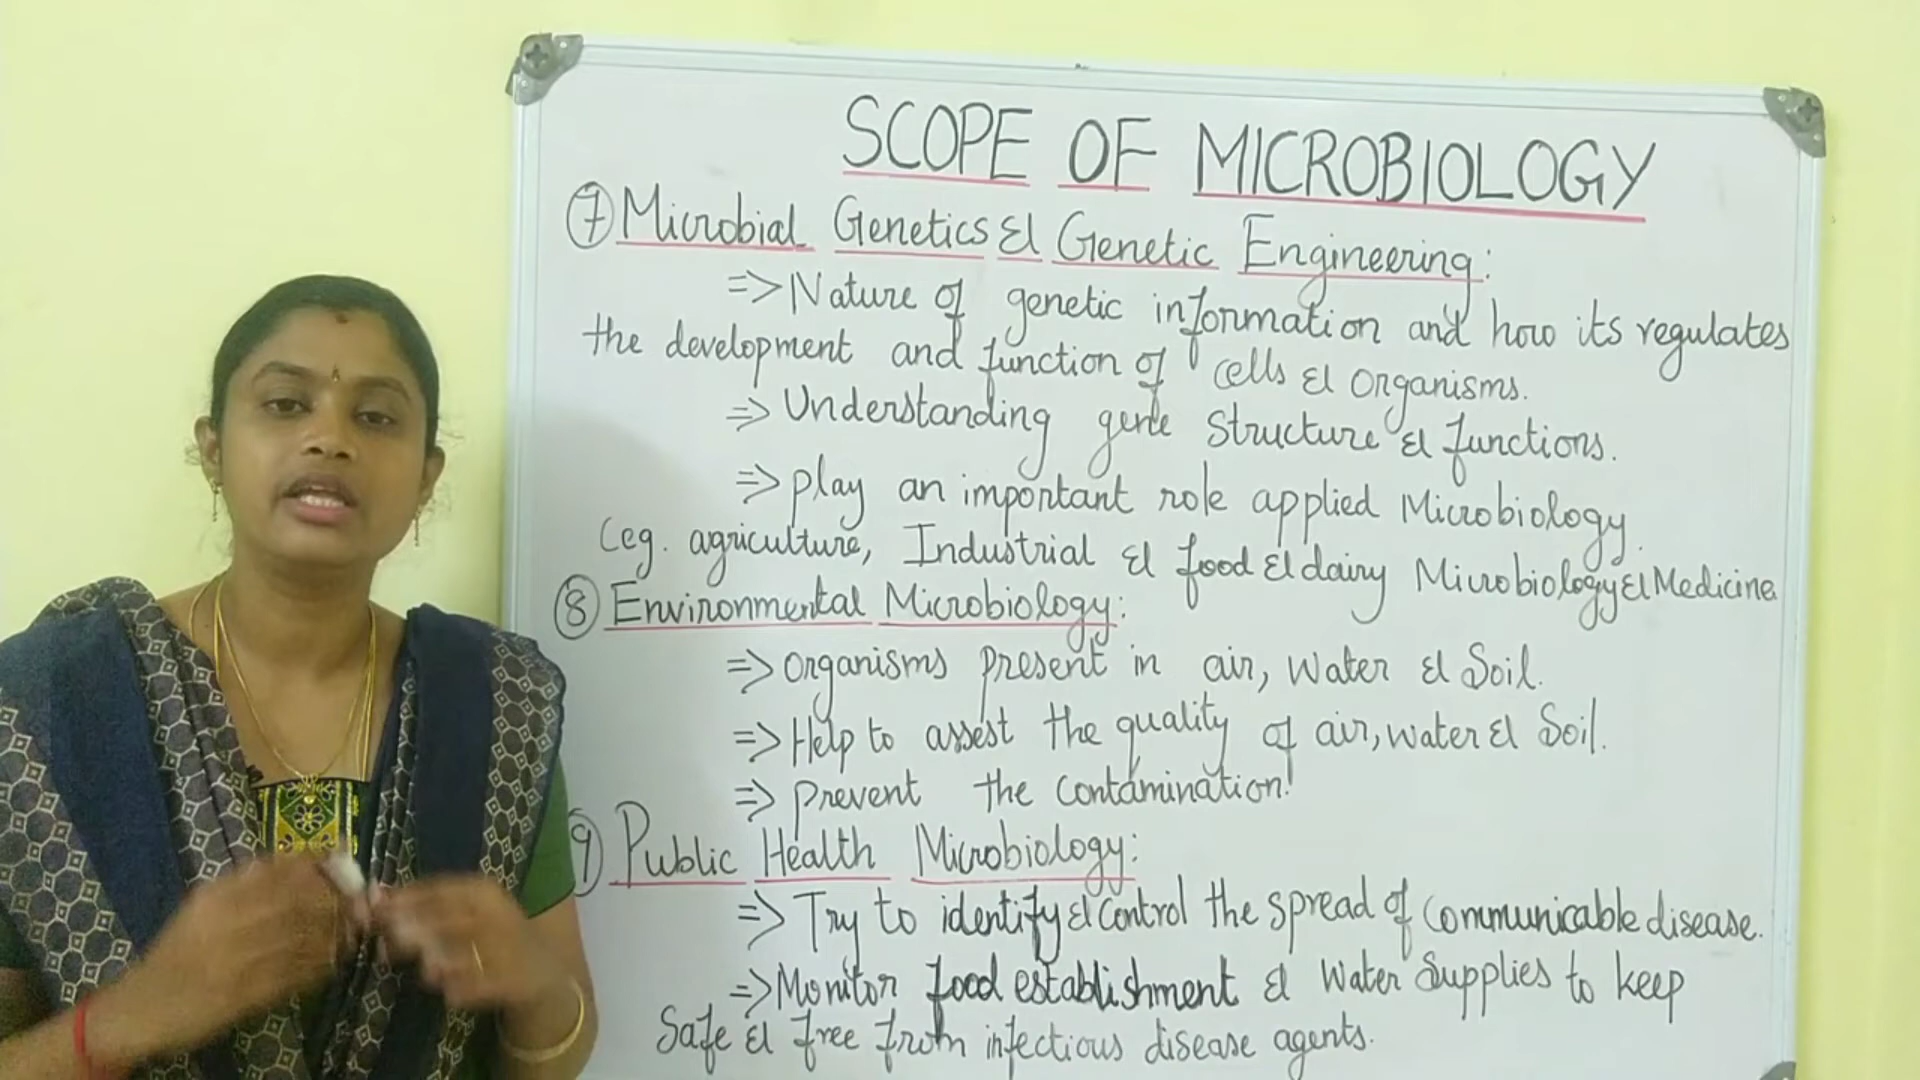 SCOPE OF MICROBIOLOGY
⑦ Microbial Genetics & Genetic Engineering:
=> Nature of genetic information and how its regulates
the development and function of cells & organisms.
=> Understanding gene structure & functions.
=> play an important role applied Microbiology.
(eg. agriculture, Industrial & food & dairy Microbiology & Medicine
⑧ Environmental Microbiology:
=> organisms present in air, water & soil.
=> Help to assest the quality of air, water & soil.
=> prevent the contamination.
⑨ Public Health Microbiology:
=> Try to identify & control the spread of communicable disease.
=> Monitor food establishment & water supplies to keep
safe & free from infectious disease agents.